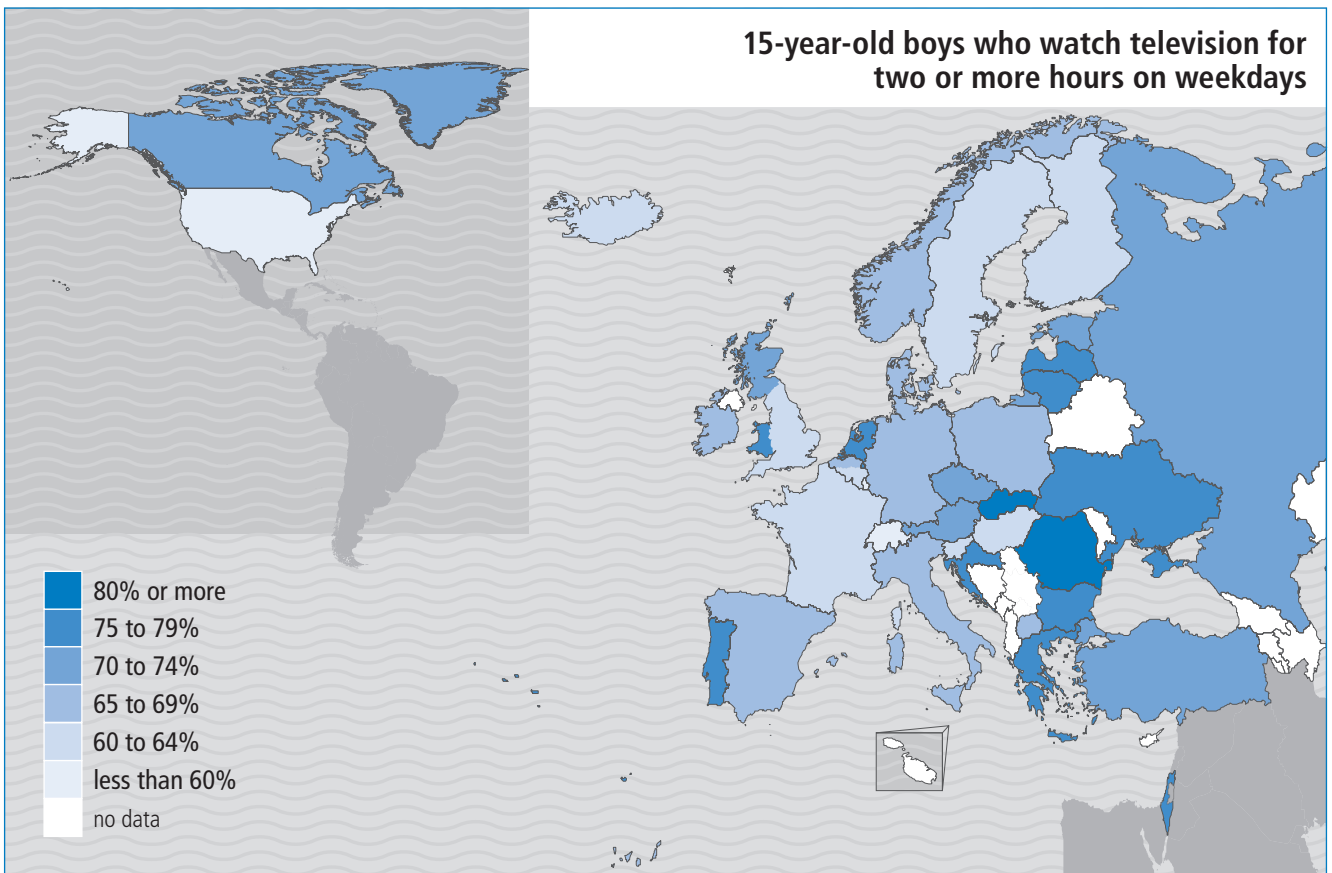 15-year-old boys who watch television for
two or more hours on weekdays
80% or more
75 to 79%
70 to 74%
65 to 69%
60 to 64%
less than 60%
no data